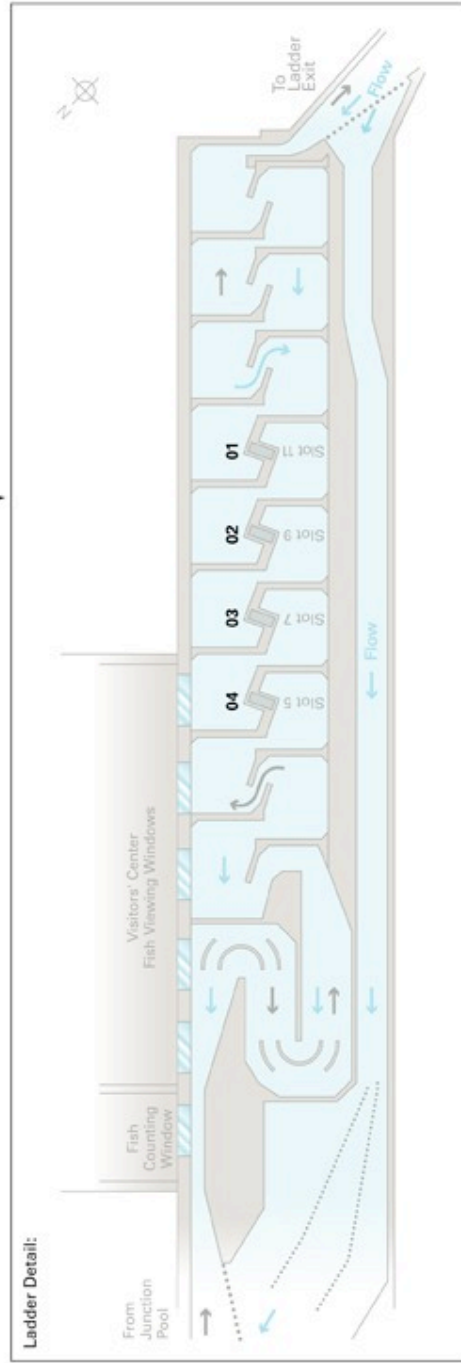 Ladder Detail:
From
Junction
Pool
Fish
Counting
Window
Visitors' Center
Fish Viewing Windows
N
To
Ladder
Exit
04
03
02
01
Slot 5
Slot 7
Slot 9
Slot 11
Flow
Flow